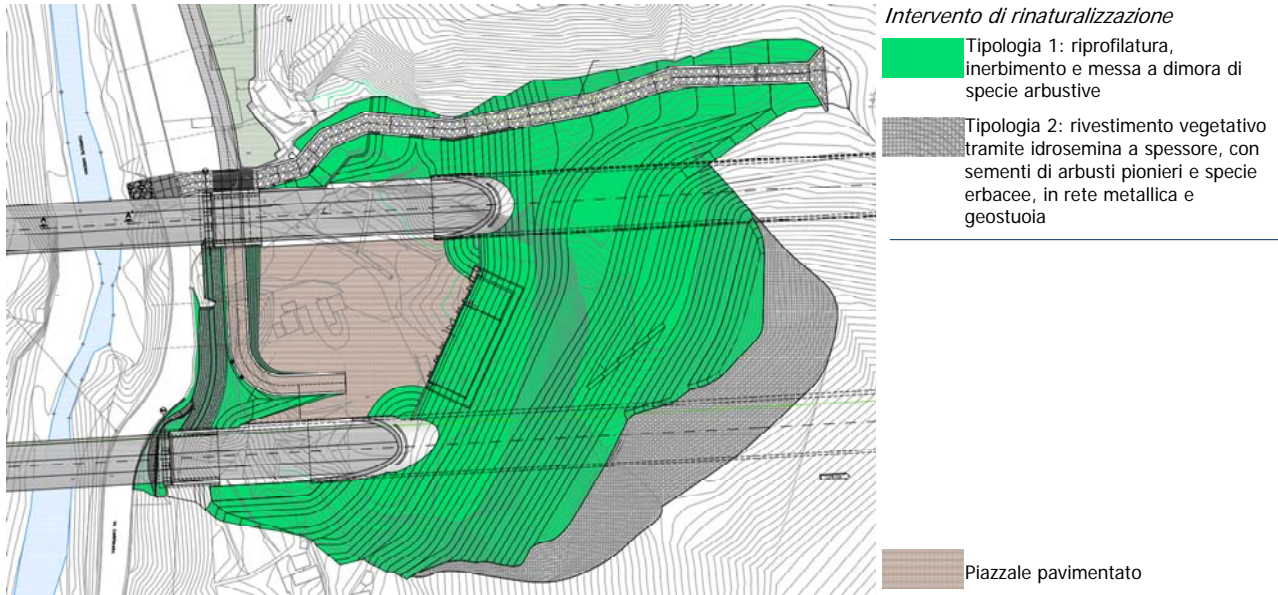 Intervento di rinaturalizzazione
Tipologia 1: riprofilatura,
inerbimento e messa a dimora di
specie arbustive
Tipologia 2: rivestimento vegetativo
tramite idrosemina a spessore, con
sementi di arbusti pionieri e specie
erbacee, in rete metallica e
geostuoia
Piazzale pavimentato